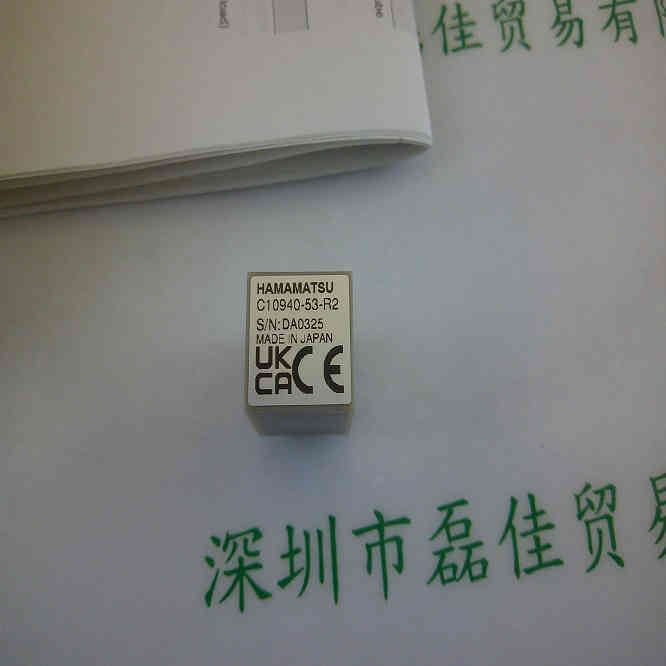 佳贸易有
HAMAMATSU
C10940-53-R2
S/N:DA0325
MADE IN JAPAN
UK
CA CE
深圳市磊佳贸易